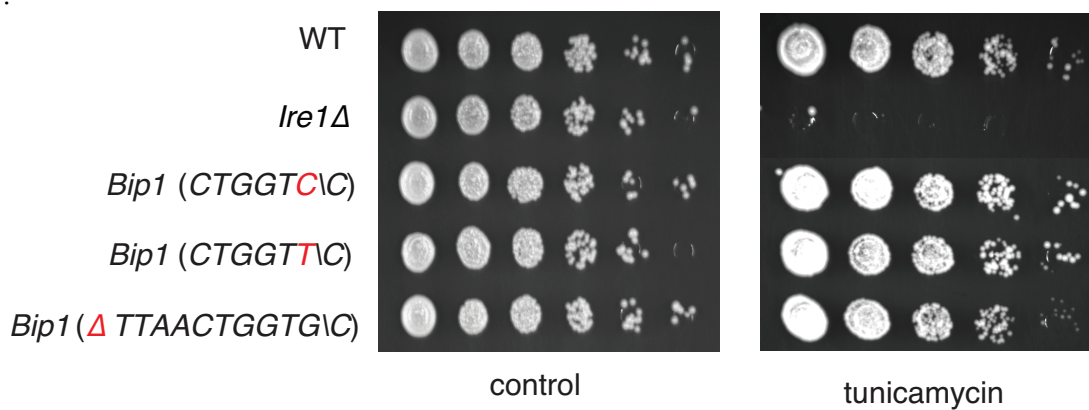 WT
Ire1Δ
Bip1 (CTGGTC\C)
Bip1 (CTGGTT\C)
Bip1(Δ TTAACTGGTG\C)
control
tunicamycin